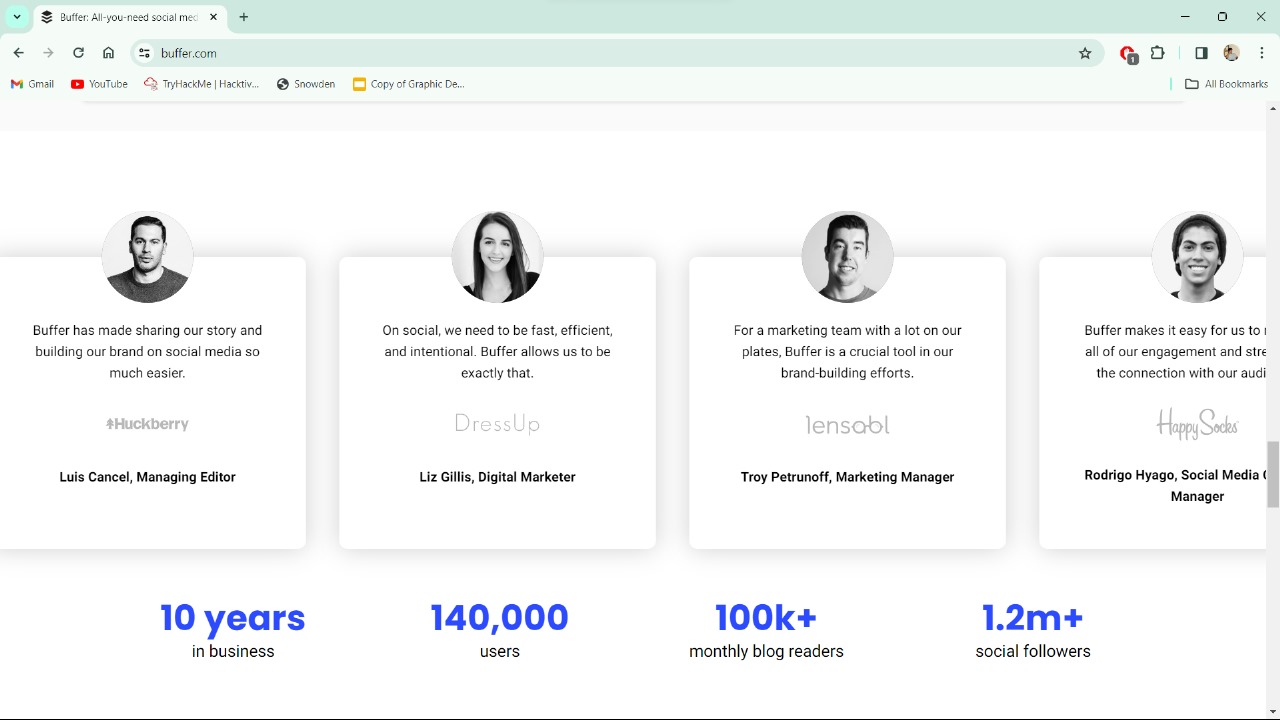 Buffer: All-you-need social med
buffer.com
1
Gmail
YouTube
TryHackMe | Hacktiv...
Snowden
Copy of Graphic De...
All Bookmarks
Buffer has made sharing our story and
building our brand on social media so
much easier.
Huckberry
Luis Cancel, Managing Editor
On social, we need to be fast, efficient,
and intentional. Buffer allows us to be
exactly that.
DressUp
Liz Gillis, Digital Marketer
For a marketing team with a lot on our
plates, Buffer is a crucial tool in our
brand-building efforts.
lensabl
Troy Petrunoff, Marketing Manager
Buffer makes it easy for us to
all of our engagement and stre
the connection with our audi
Happy Socks
Rodrigo Hyago, Social Media
Manager
10 years
in business
140,000
users
100k+
monthly blog readers
1.2m+
social followers